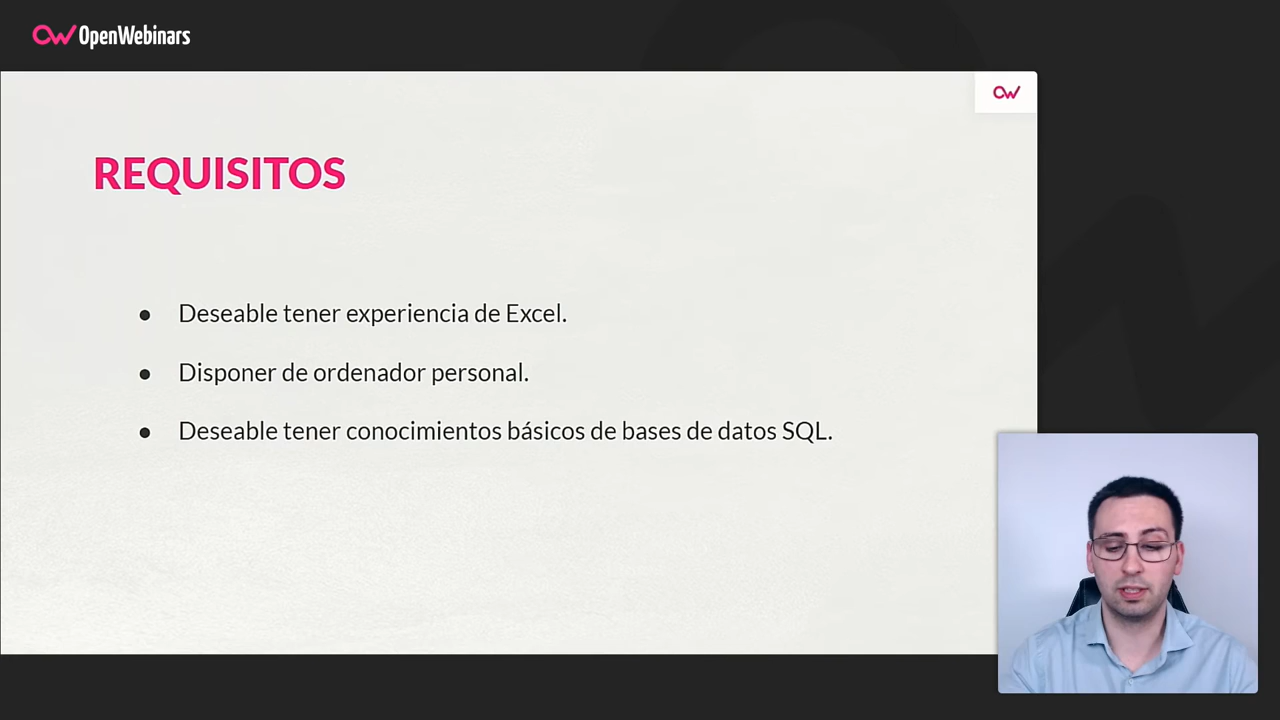 OpenWebinars
REQUISITOS
● Deseable tener experiencia de Excel.
● Disponer de ordenador personal.
● Deseable tener conocimientos básicos de bases de datos SQL.